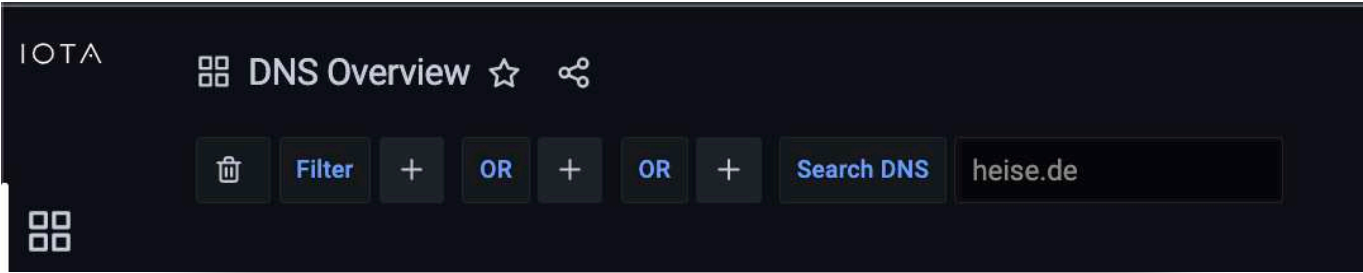 IOTA
DNS Overview
Filter + OR + OR + Search DNS heise.de